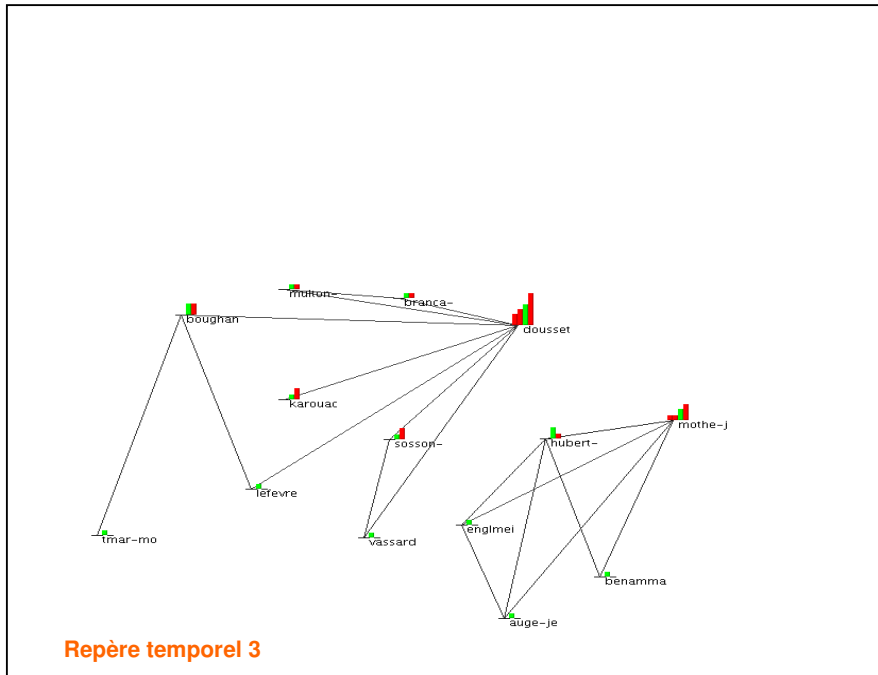 multon-
branca-
boughan
dousset
karouac
mothe-j
sosson-
hubert-
lefevre
englmei
tmar-mo
vassard
benamma
auge-je
Repère temporel 3